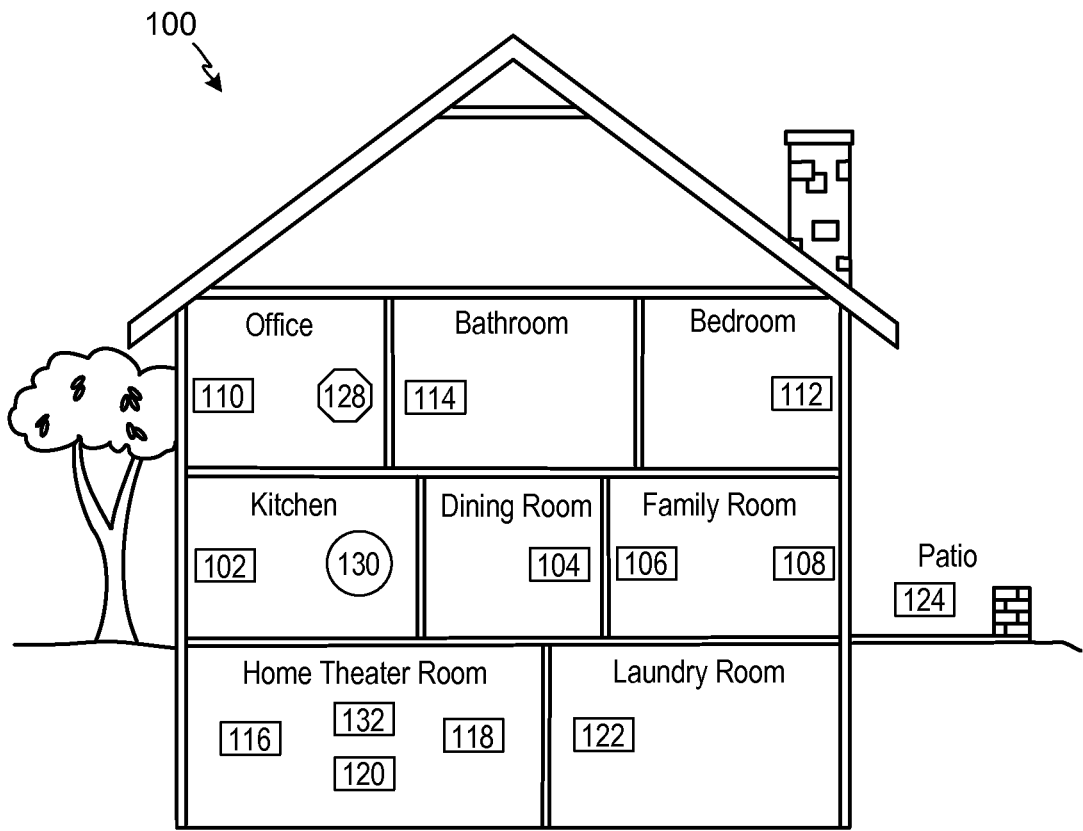 100
Office
Bathroom
Bedroom
110
128
114
112
Kitchen
Dining Room
Family Room
102
130
104
106
108
Patio
124
Home Theater Room
Laundry Room
116
132
118
122
120